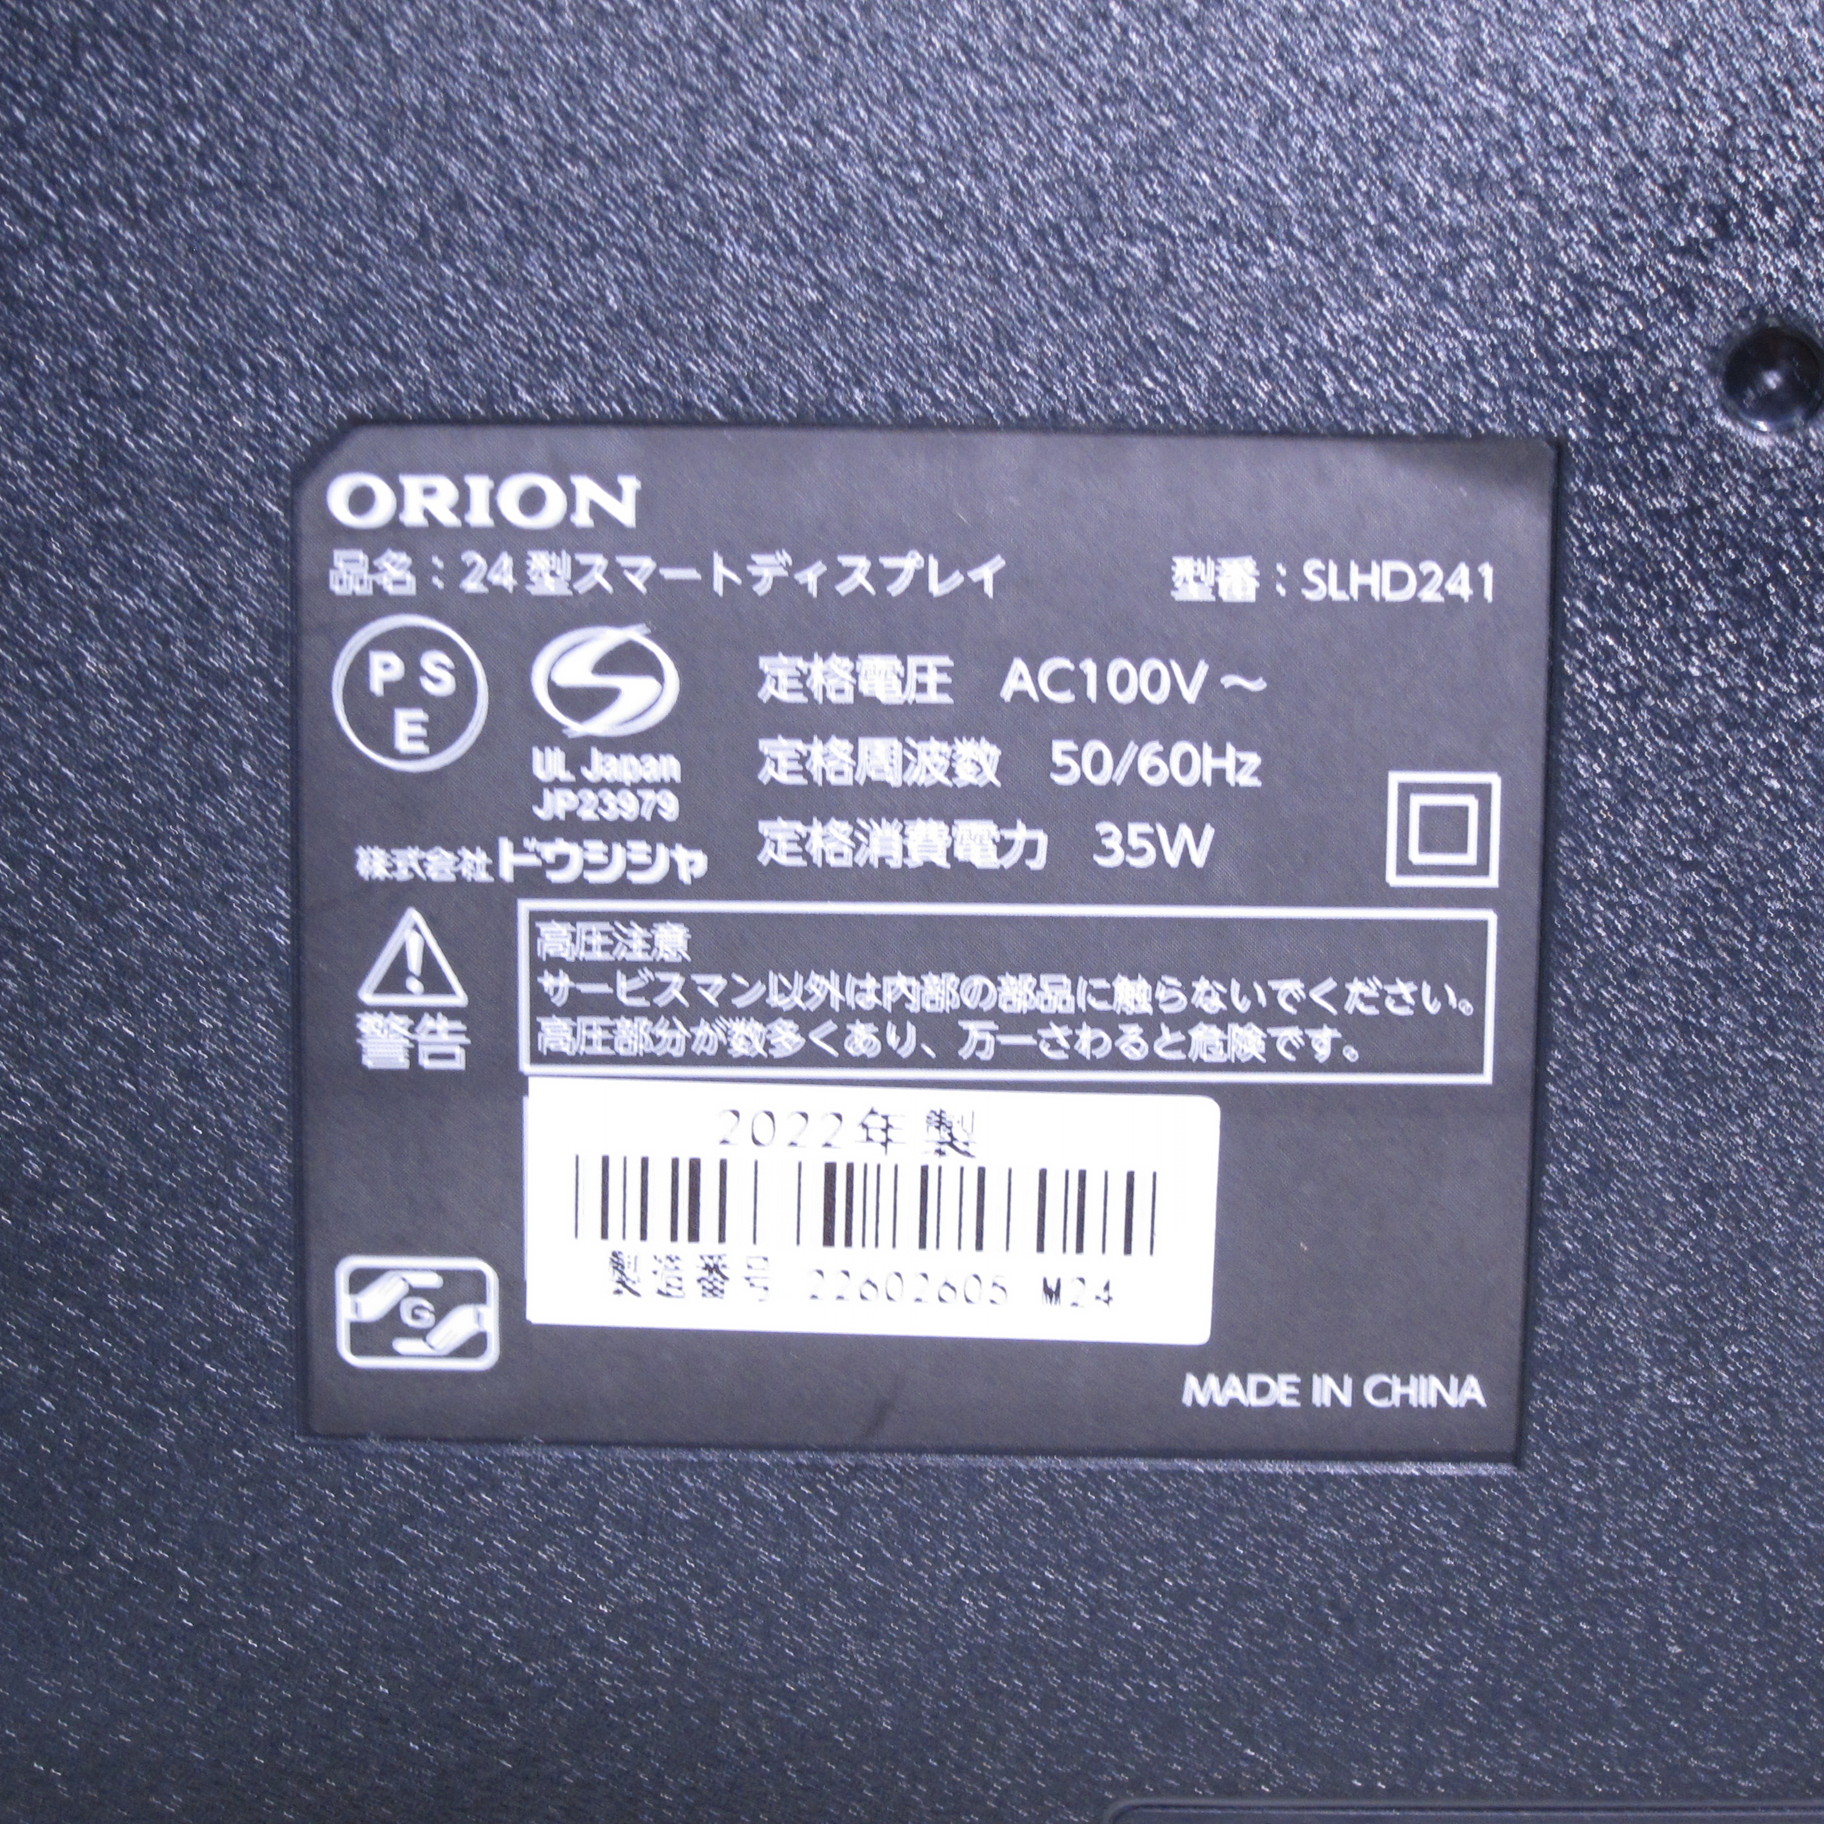 ORION
品名：24型スマートディスプレイ 型番：SLHD241
PSE
UL Japan
JP23979
株式会社ドウシシャ
定格電圧 AC100V～
定格周波数 50/60Hz
定格消費電力 35W
警告
高圧注意
サービスマン以外は内部の部品に触らないでください。
高圧部分が数多くあり、万一さわると危険です。
2022年製
製造番号 22602605 M24
G
MADE IN CHINA